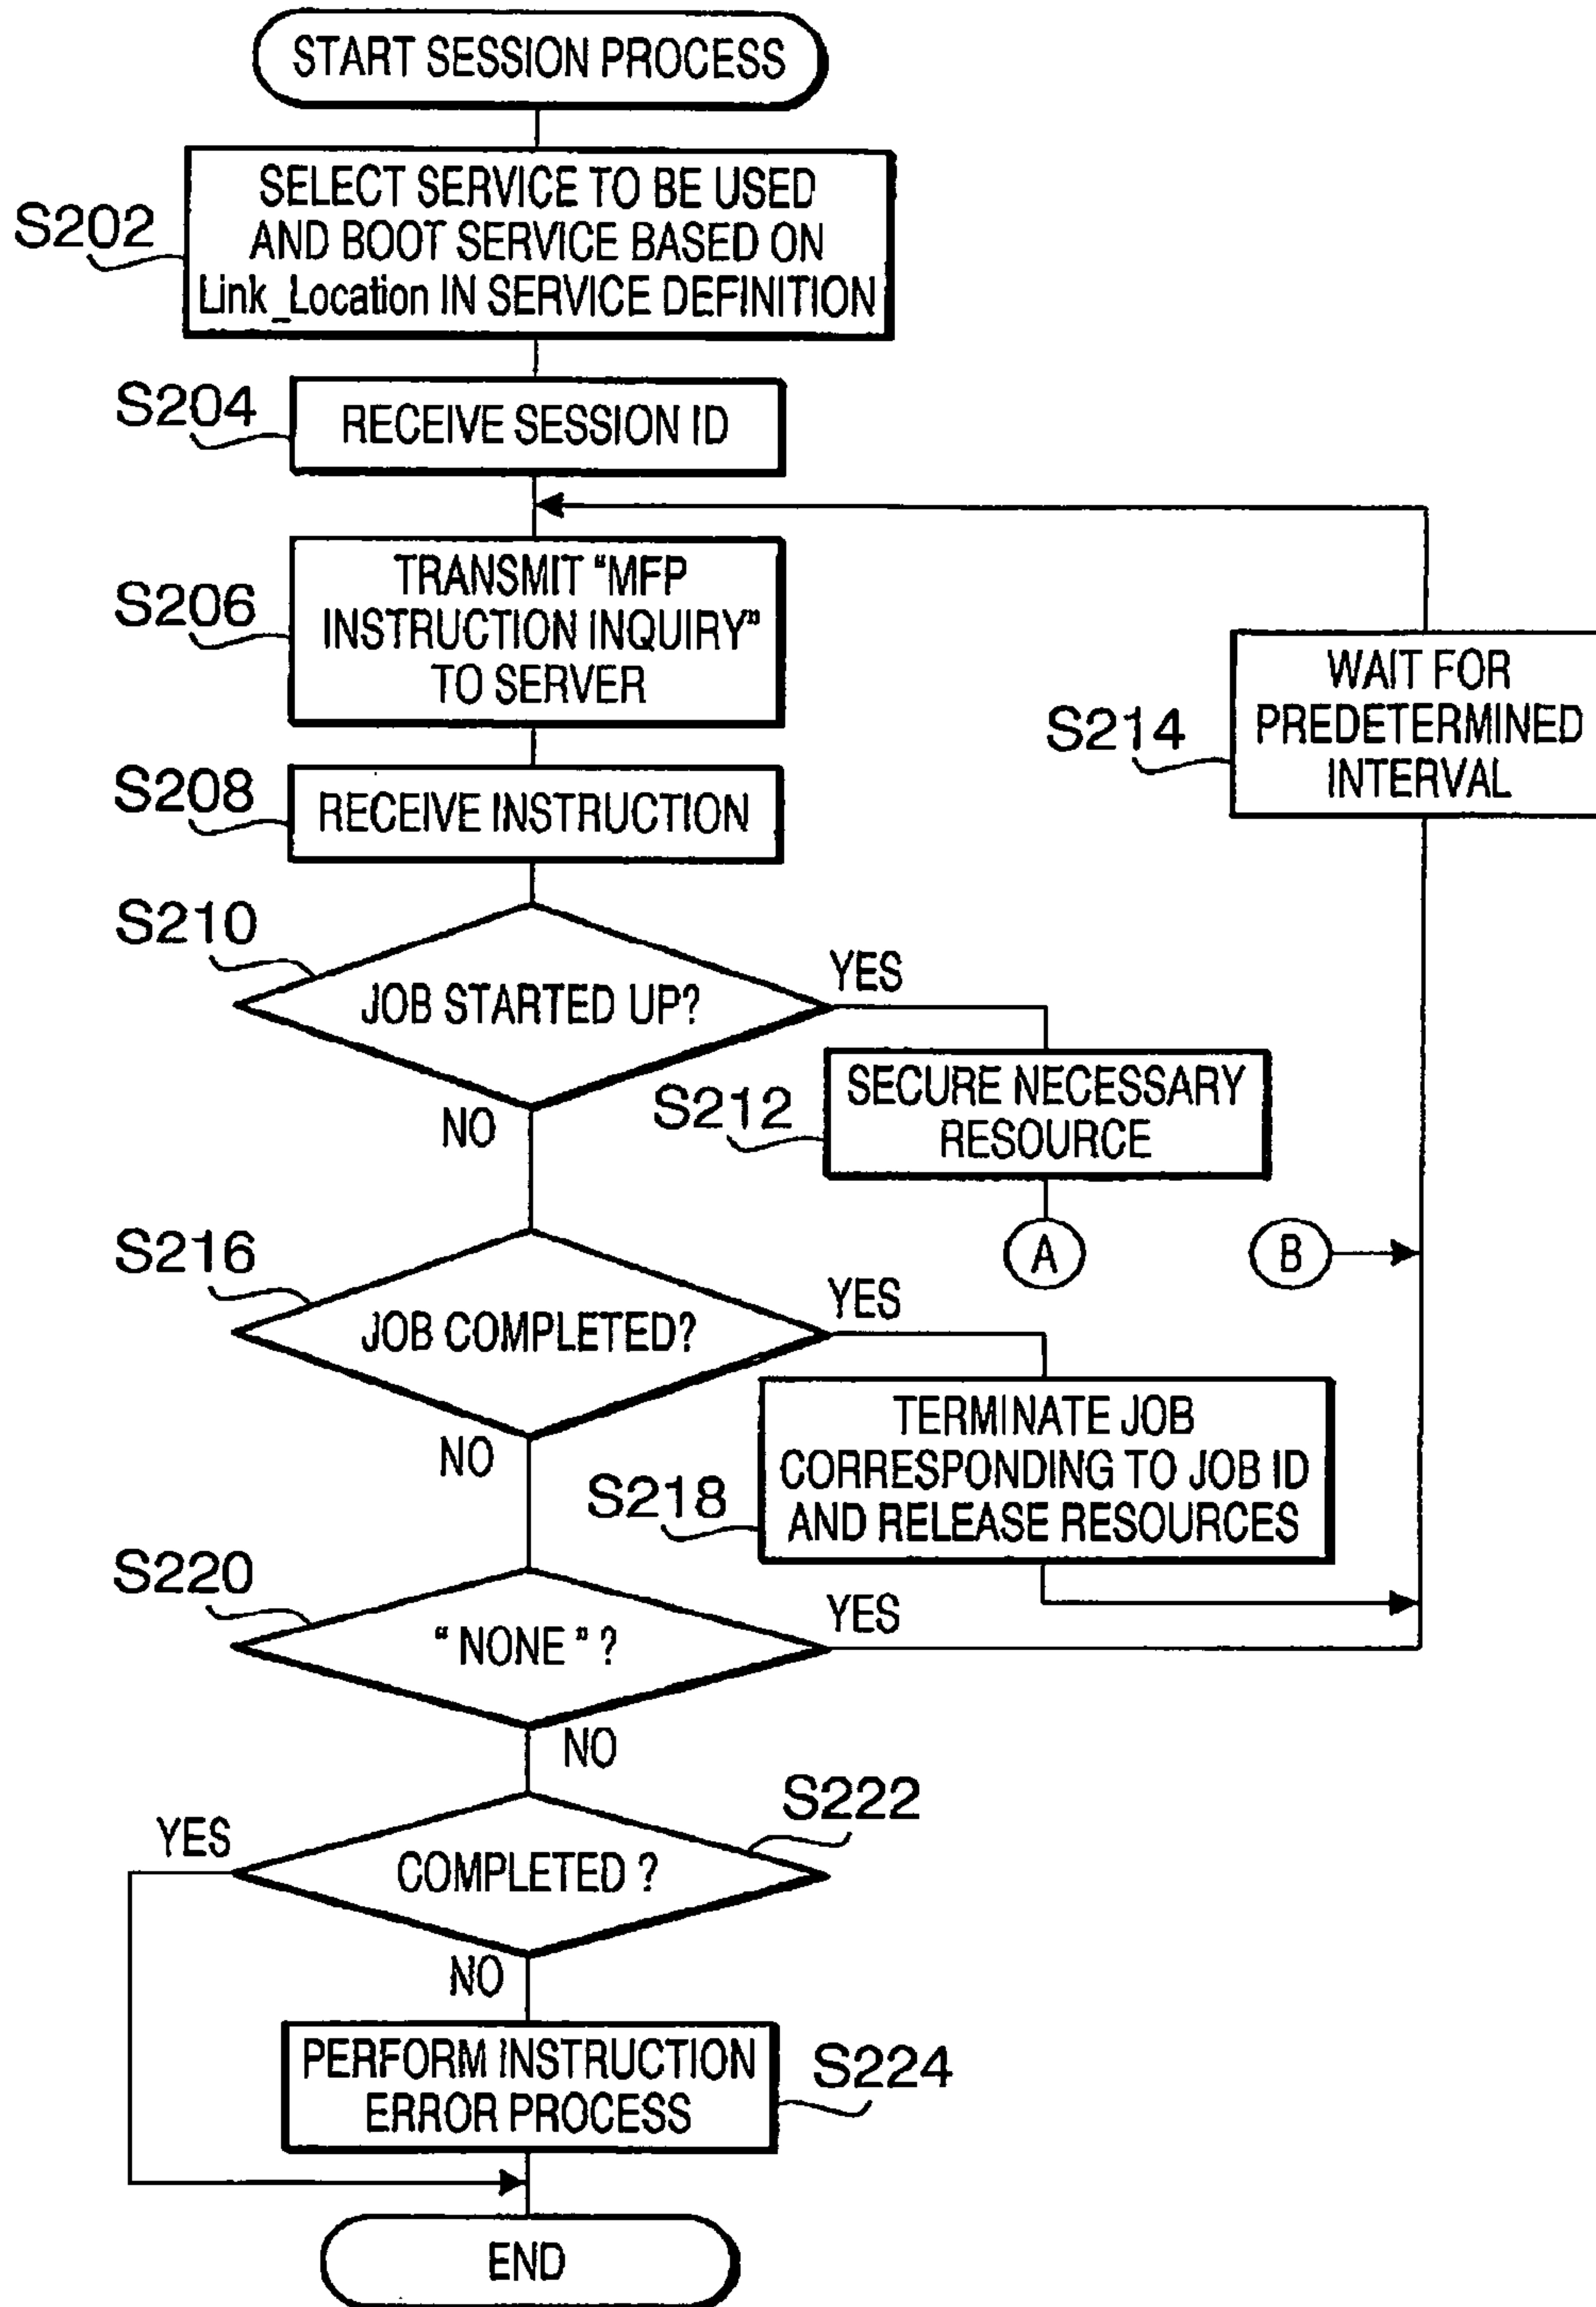 START SESSION PROCESS
S202
SELECT SERVICE TO BE USED
AND BOOT SERVICE BASED ON
Link_Location IN SERVICE DEFINITION
S204
RECEIVE SESSION ID
S206
TRANSMIT "MFP
INSTRUCTION INQUIRY"
TO SERVER
S214
WAIT FOR
PREDETERMINED
INTERVAL
S208
RECEIVE INSTRUCTION
S210
JOB STARTED UP?
YES
NO
S212
SECURE NECESSARY
RESOURCE
A
B
S216
JOB COMPLETED?
YES
NO
S218
TERMINATE JOB
CORRESPONDING TO JOB ID
AND RELEASE RESOURCES
S220
"NONE"?
YES
NO
S222
COMPLETED?
YES
NO
PERFORM INSTRUCTION
ERROR PROCESS
S224
END